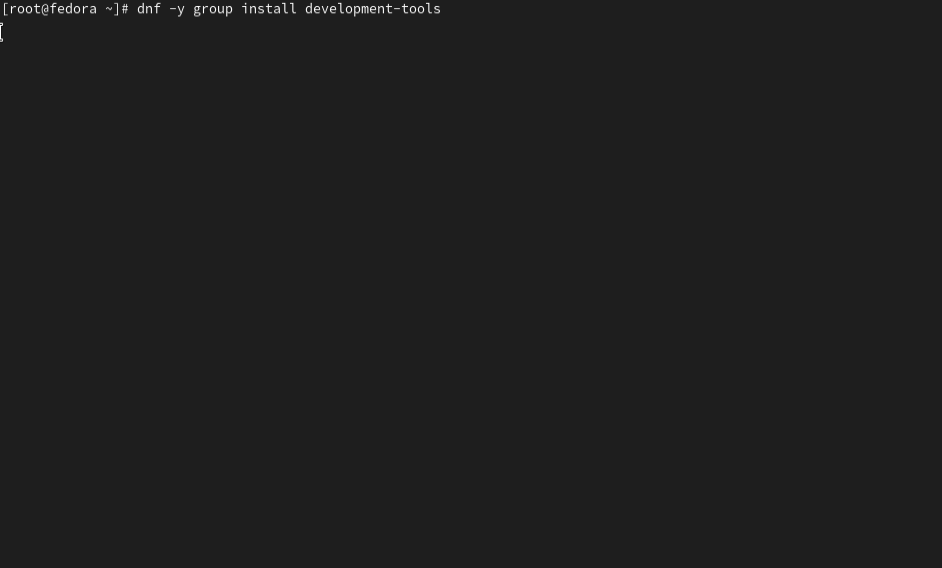 [root@fedora ~]# dnf -y group install development-tools